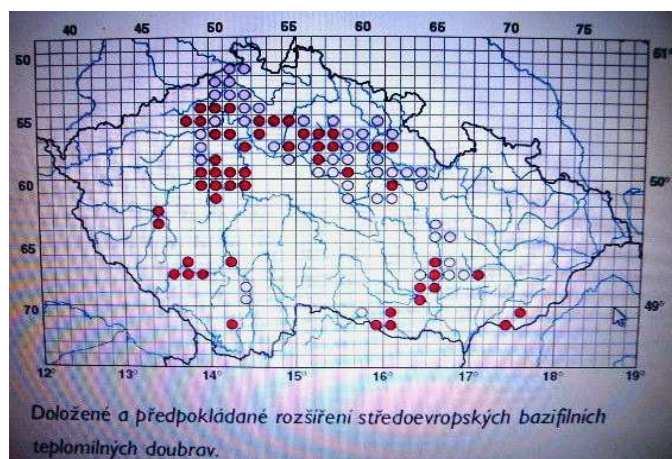 40 45 50 55 60 65 70 75
50 51°
55
60 50°
65
70 49°
12° 13° 14° 15° 16° 17° 18° 19°
Doložené a předpokládané rozšíření středoevropských bazifilních
teplomilných doubrav.